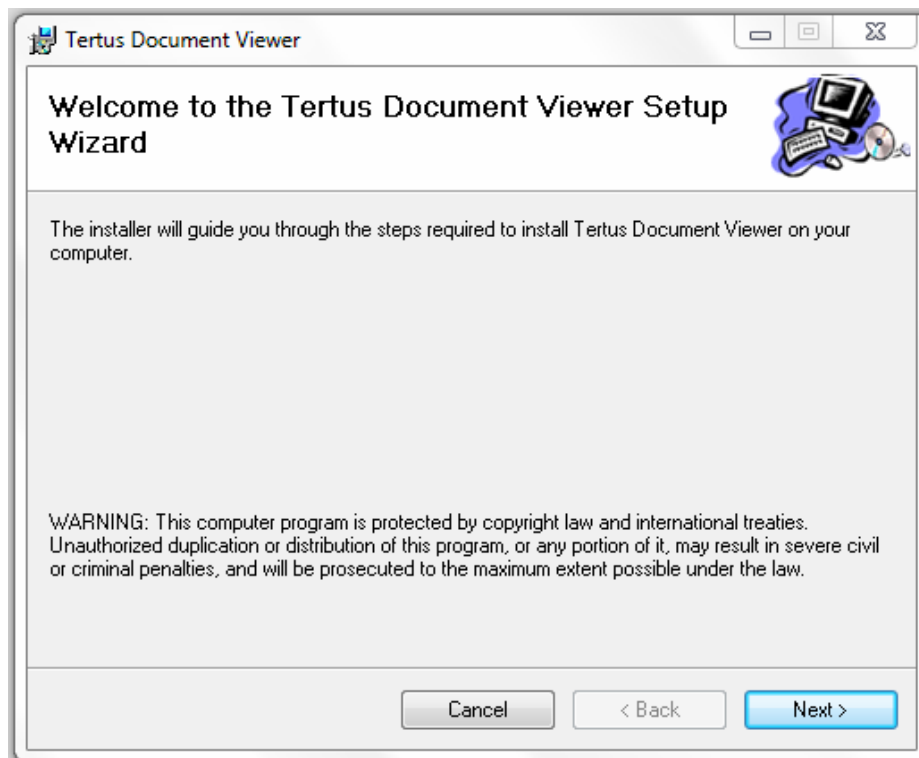 Tertus Document Viewer
Welcome to the Tertus Document Viewer Setup
Wizard
The installer will guide you through the steps required to install Tertus Document Viewer on your
computer.
WARNING: This computer program is protected by copyright law and international treaties.
Unauthorized duplication or distribution of this program, or any portion of it, may result in severe civil
or criminal penalties, and will be prosecuted to the maximum extent possible under the law.
Cancel
< Back
Next >